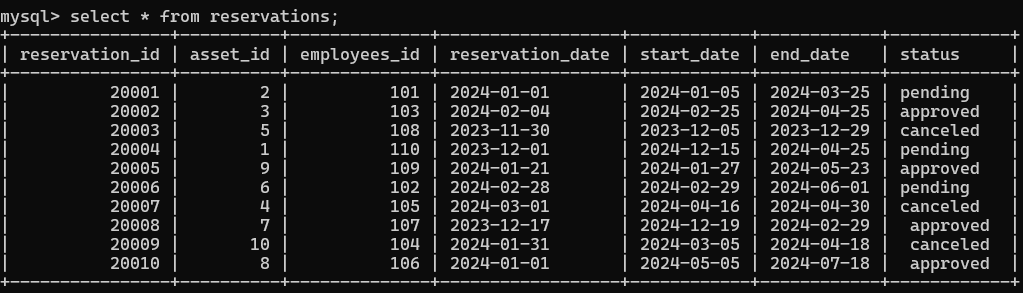 mysql> select * from reservations;
+----------------+----------+--------------+------------------+------------+------------+------------+
| reservation_id | asset_id | employees_id | reservation_date | start_date | end_date   | status     |
+----------------+----------+--------------+------------------+------------+------------+------------+
|          20001 |        2 |          101 | 2024-01-01       | 2024-01-05 | 2024-03-25 | pending    |
|          20002 |        3 |          103 | 2024-02-04       | 2024-02-25 | 2024-04-25 | approved   |
|          20003 |        5 |          108 | 2023-11-30       | 2023-12-05 | 2023-12-29 | canceled   |
|          20004 |        1 |          110 | 2023-12-01       | 2024-12-15 | 2024-04-25 | pending    |
|          20005 |        9 |          109 | 2024-01-21       | 2024-01-27 | 2024-05-23 | approved   |
|          20006 |        6 |          102 | 2024-02-28       | 2024-02-29 | 2024-06-01 | pending    |
|          20007 |        4 |          105 | 2024-03-01       | 2024-04-16 | 2024-04-30 | canceled   |
|          20008 |        7 |          107 | 2023-12-17       | 2024-12-19 | 2024-02-29 |  approved  |
|          20009 |       10 |          104 | 2024-01-31       | 2024-03-05 | 2024-04-18 |  canceled  |
|          20010 |        8 |          106 | 2024-01-01       | 2024-05-05 | 2024-07-18 |  approved  |
+----------------+----------+--------------+------------------+------------+------------+------------+